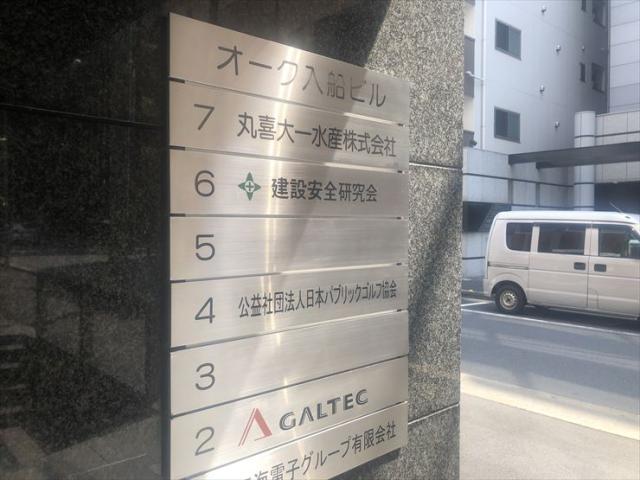 オーク入船ビル
7 丸喜大一水産株式会社
6 建設安全研究会
5
4 公益社団法人日本パブリックゴルフ協会
3
2 GALTEC
海電子グループ有限会社